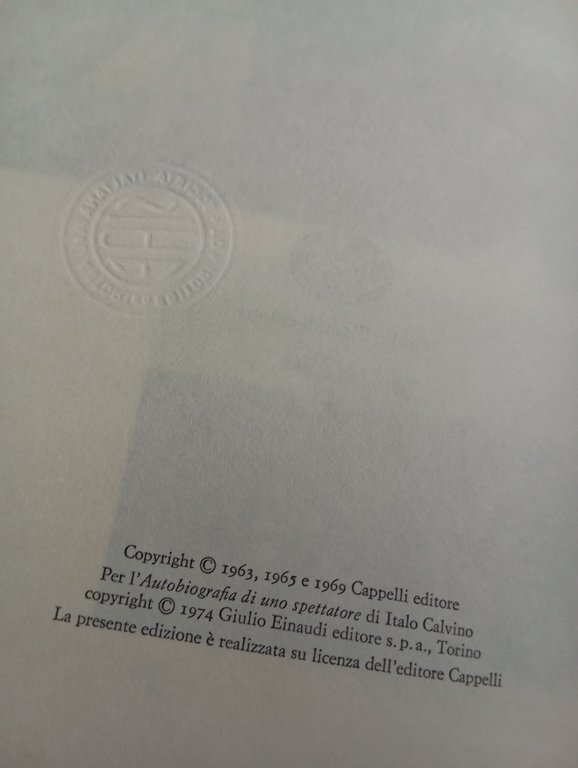 Copyright © 1963, 1965 e 1969 Cappelli editore
Per l'Autobiografia di uno spettatore di Italo Calvino
copyright © 1974 Giulio Einaudi editore s.p.a., Torino
La presente edizione è realizzata su licenza dell'editore Cappelli